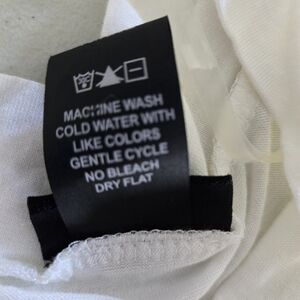 MACHINE WASH
COLD WATER WITH
LIKE COLORS
GENTLE CYCLE
NO BLEACH
DRY FLAT